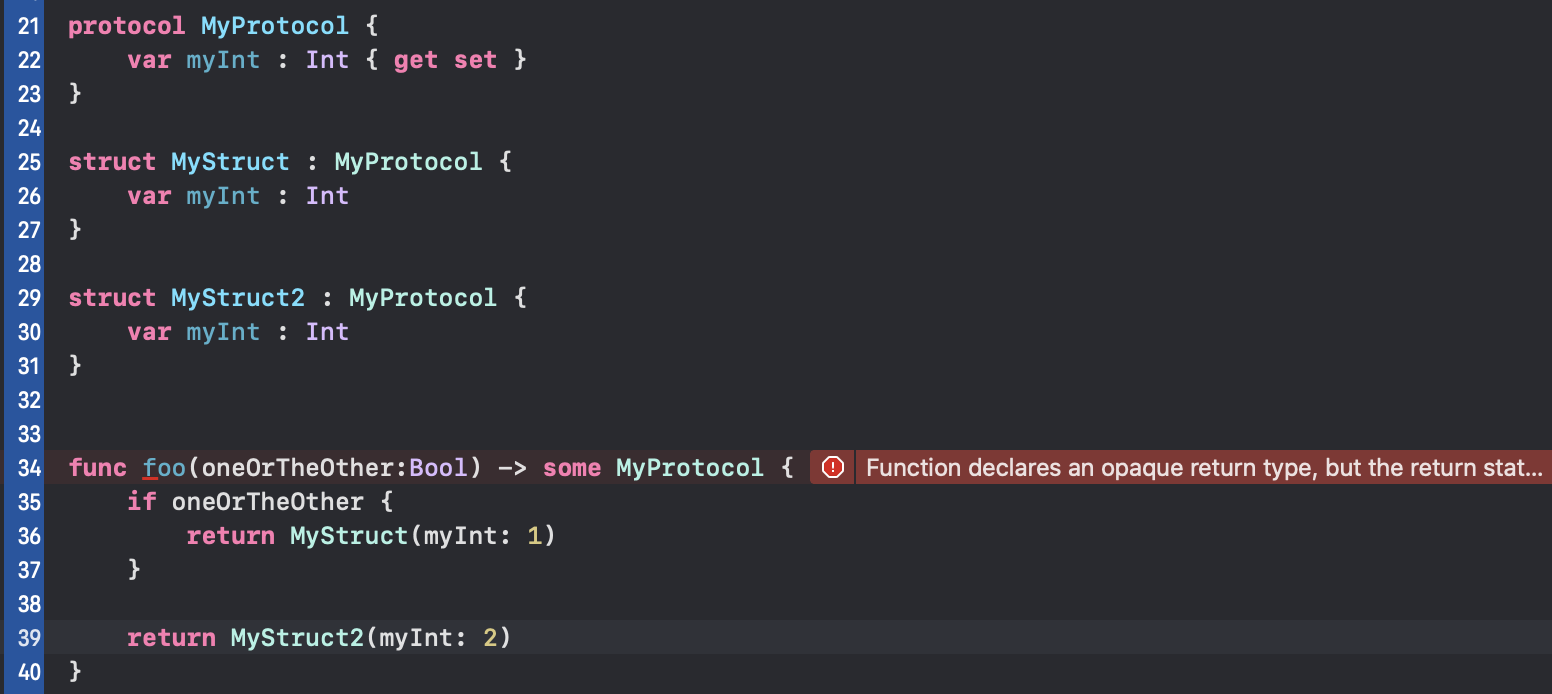 21 protocol MyProtocol {
22     var myInt : Int { get set }
23 }
24
25 struct MyStruct : MyProtocol {
26     var myInt : Int
27 }
28
29 struct MyStruct2 : MyProtocol {
30     var myInt : Int
31 }
32
33
34 func foo(oneOrTheOther:Bool) -> some MyProtocol { Function declares an opaque return type, but the return stat...
35     if oneOrTheOther {
36         return MyStruct(myInt: 1)
37     }
38
39     return MyStruct2(myInt: 2)
40 }